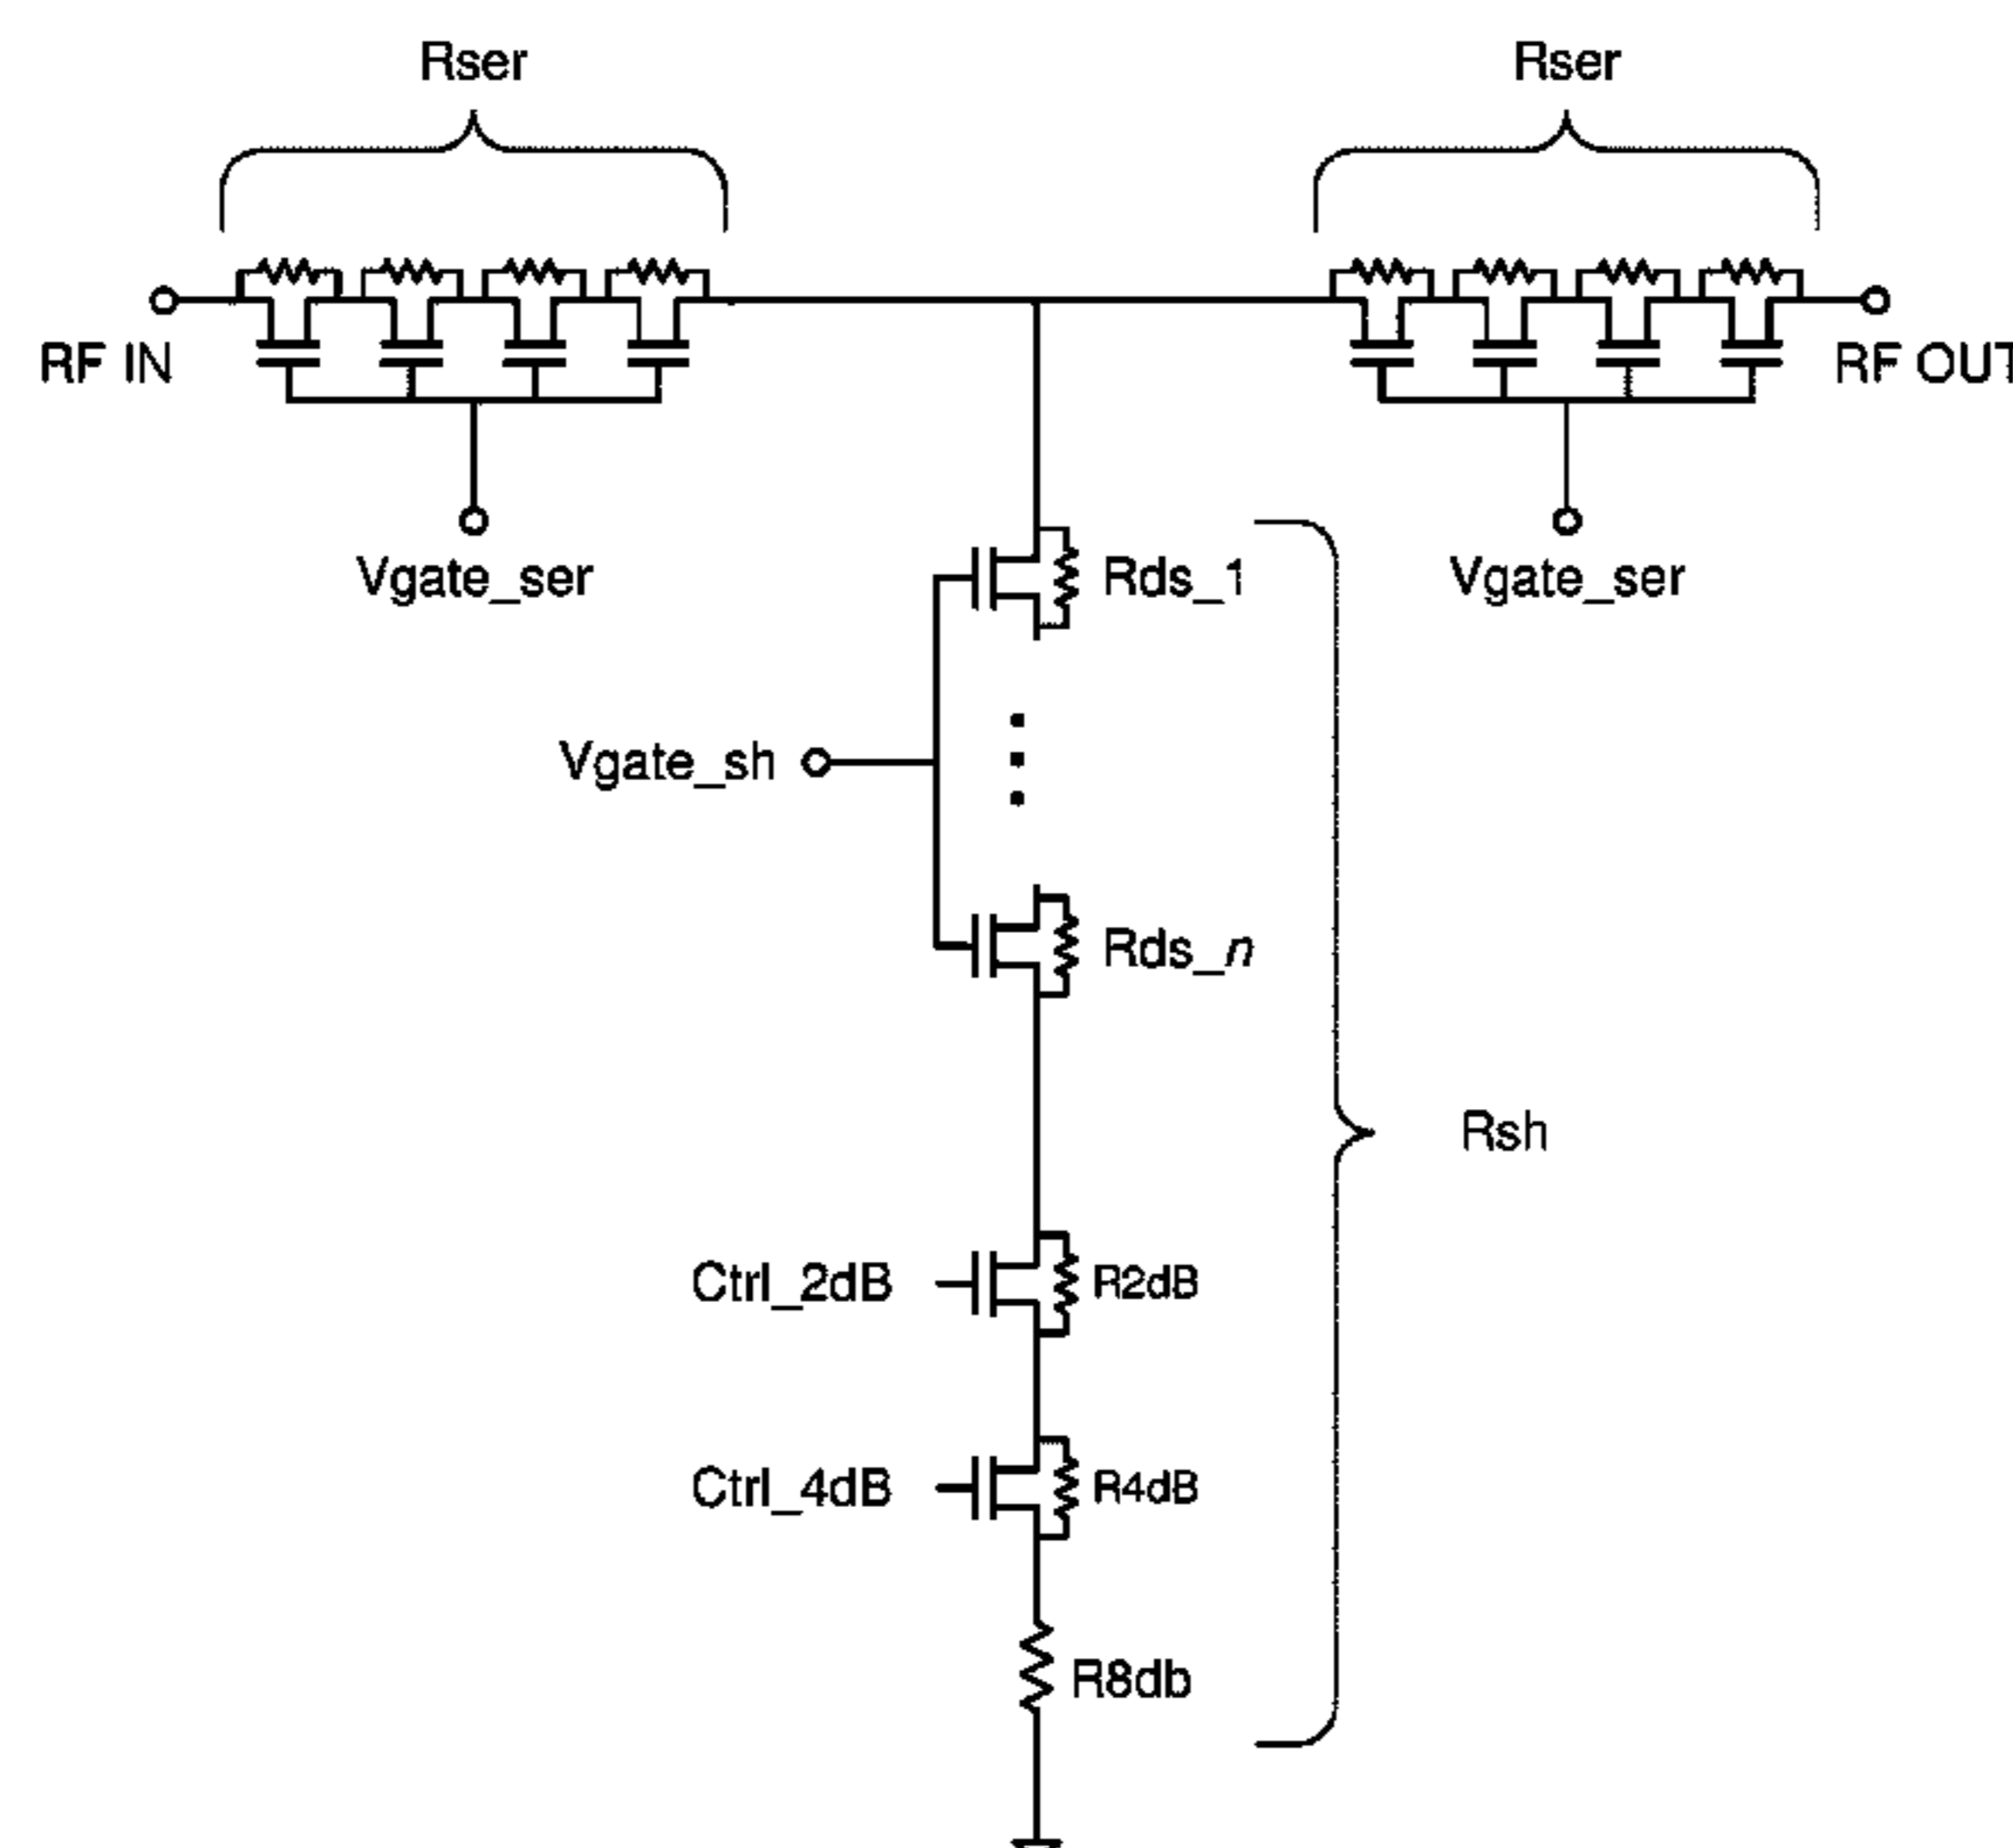 Rser
Rser
RF IN
RF OUT
Vgate_ser
Rds_1
Vgate_ser
Vgate_sh
Rds_n
Rsh
Ctrl_2dB
R2dB
Ctrl_4dB
R4dB
R8db